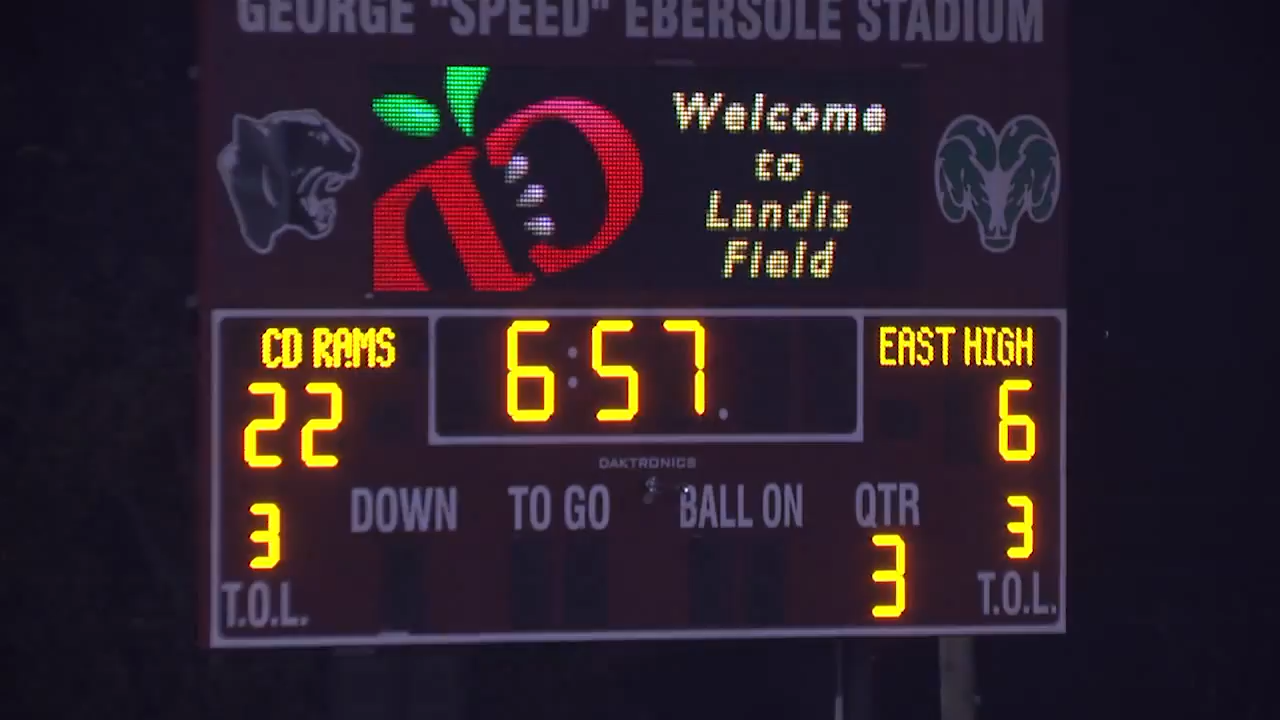 GEORGE "SPEED" EBERSOLE STADIUM
CD
Welcome
to
Landis
Field
CD RAMS
6:57
EAST HIGH
22
6
DAKTRONICS
DOWN
TO GO
BALL ON
QTR
3
3
3
T.O.L.
T.O.L.